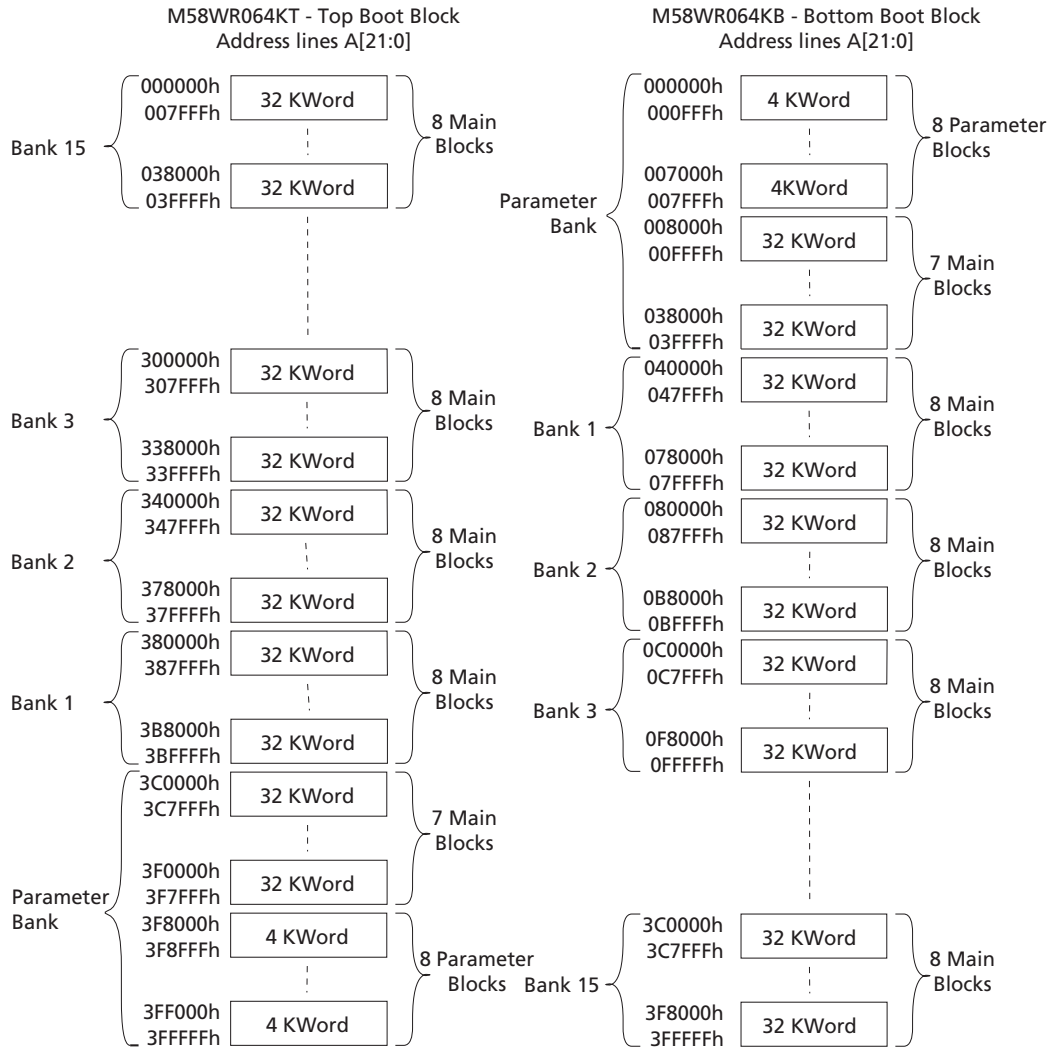 M58WR064KT - Top Boot Block
Address lines A[21:0]
000000h
007FFFh
32 KWord
Bank 15
8 Main
Blocks
038000h
03FFFFh
32 KWord
300000h
307FFFh
32 KWord
Bank 3
8 Main
Blocks
338000h
33FFFFh
32 KWord
340000h
347FFFh
32 KWord
Bank 2
8 Main
Blocks
378000h
37FFFFh
32 KWord
380000h
387FFFh
32 KWord
Bank 1
8 Main
Blocks
3B8000h
3BFFFFh
32 KWord
3C0000h
3C7FFFh
32 KWord
7 Main
Blocks
3F0000h
3F7FFFh
32 KWord
Parameter
Bank
3F8000h
3F8FFFh
4 KWord
8 Parameter
Blocks
3FF000h
3FFFFFh
4 KWord
M58WR064KB - Bottom Boot Block
Address lines A[21:0]
000000h
000FFFh
4 KWord
8 Parameter
Blocks
007000h
007FFFh
4KWord
Parameter
Bank
008000h
00FFFFh
32 KWord
7 Main
Blocks
038000h
03FFFFh
32 KWord
040000h
047FFFh
32 KWord
Bank 1
8 Main
Blocks
078000h
07FFFFh
32 KWord
080000h
087FFFh
32 KWord
Bank 2
8 Main
Blocks
0B8000h
0BFFFFh
32 KWord
0C0000h
0C7FFFh
32 KWord
Bank 3
8 Main
Blocks
0F8000h
0FFFFFh
32 KWord
3C0000h
3C7FFFh
32 KWord
Bank 15
8 Main
Blocks
3F8000h
3FFFFFh
32 KWord